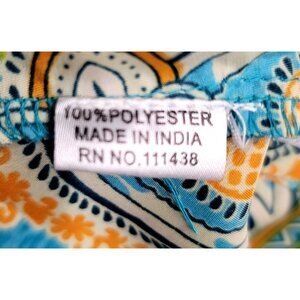 100%POLYESTER
MADE IN INDIA
RN NO.111438